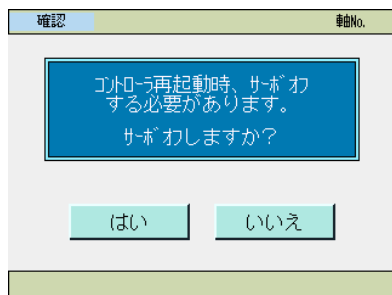 確認 軸No.
ｺﾝﾄﾛｰﾗ再起動時、ｻｰﾎﾞｵﾌ
する必要があります。
ｻｰﾎﾞｵﾌしますか？
はい いいえ